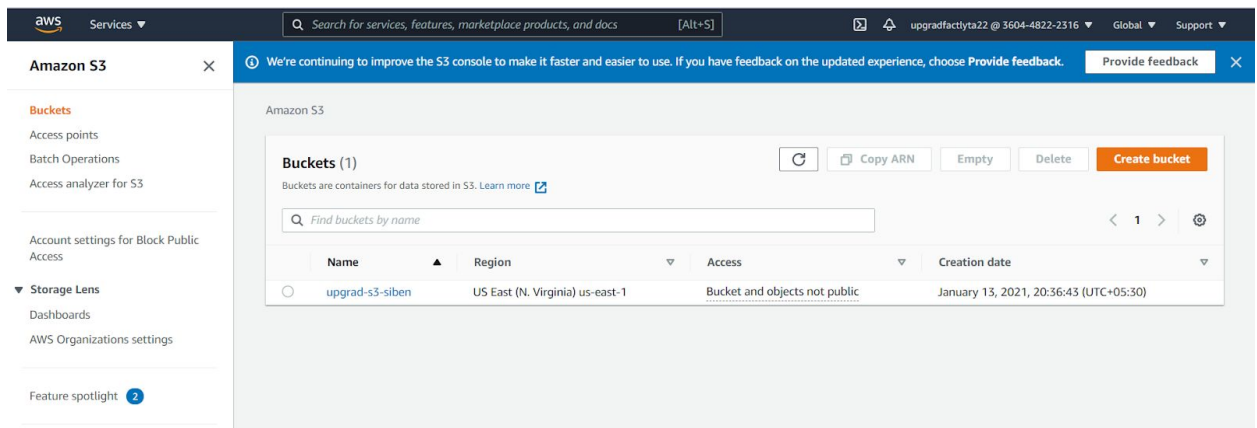 aws
Services ▼
Search for services, features, marketplace products, and docs
[Alt+S]
upgradfactlyta22 @ 3604-4822-2316 ▼
Global ▼
Support ▼
Amazon S3
We're continuing to improve the S3 console to make it faster and easier to use. If you have feedback on the updated experience, choose Provide feedback.
Provide feedback
Buckets
Access points
Batch Operations
Access analyzer for S3
Account settings for Block Public
Access
Storage Lens
Dashboards
AWS Organizations settings
Feature spotlight 2
Amazon S3
Buckets (1)
Copy ARN
Empty
Delete
Create bucket
Buckets are containers for data stored in S3. Learn more
Find buckets by name
1
Name Region Access Creation date
upgrad-s3-siben US East (N. Virginia) us-east-1 Bucket and objects not public January 13, 2021, 20:36:43 (UTC+05:30)